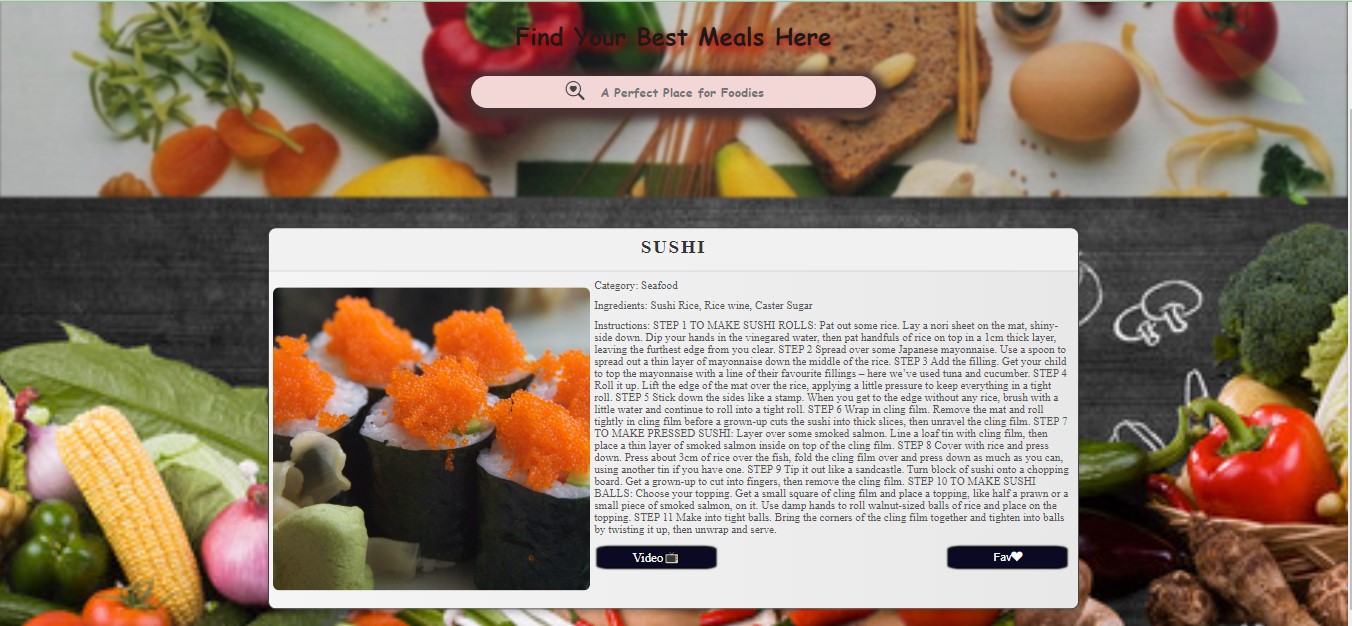 Find Your Best Meals Here
A Perfect Place for Foodies
SUSHI
Category: Seafood
Ingredients: Sushi Rice, Rice wine, Caster Sugar
Instructions: STEP 1 TO MAKE SUSHI ROLLS: Pat out some rice. Lay a nori sheet on the mat, shiny-
side down. Dip your hands in the vinegared water, then pat handfuls of rice on top in a 1cm thick layer,
leaving the furthest edge from you clear. STEP 2 Spread over some Japanese mayonnaise. Use a spoon to
spread out a thin layer of mayonnaise down the middle of the rice. STEP 3 Add the filling. Get your child
to top the mayonnaise with a line of their favourite fillings – here we've used tuna and cucumber. STEP 4
Roll it up. Lift the edge of the mat over the rice, applying a little pressure to keep everything in a tight
roll. STEP 5 Stick down the sides like a stamp. When you get to the edge without any rice, brush with a
little water and continue to roll into a tight roll. STEP 6 Wrap in cling film. Remove the mat and roll
tightly in cling film before a grown-up cuts the sushi into thick slices, then unravel the cling film. STEP 7
TO MAKE PRESSED SUSHI: Layer over some smoked salmon. Line a loaf tin with cling film, then
place a thin layer of smoked salmon inside on top of the cling film. STEP 8 Cover with rice and press
down. Press about 3cm of rice over the fish, fold the cling film over and press down as much as you can,
using another tin if you have one. STEP 9 Tip it out like a sandcastle. Turn block of sushi onto a chopping
board. Get a grown-up to cut into fingers, then remove the cling film. STEP 10 TO MAKE SUSHI
BALLS: Choose your topping. Get a small square of cling film and place a topping, like half a prawn or a
small piece of smoked salmon, on it. Use damp hands to roll walnut-sized balls of rice and place on the
topping. STEP 11 Make into tight balls. Bring the corners of the cling film together and tighten into balls
by twisting it up, then unwrap and serve.
Video
Fav